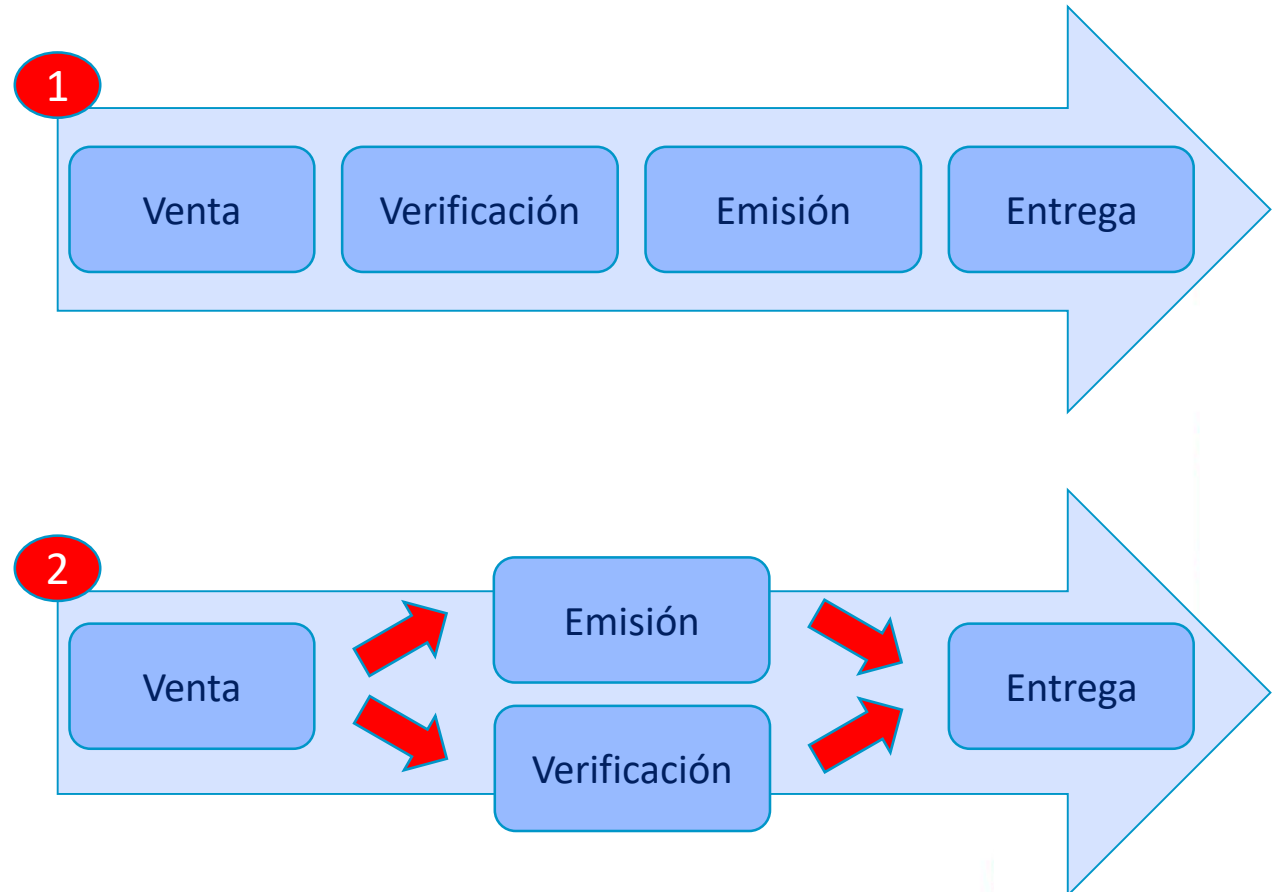 1
Venta
Verificación
Emisión
Entrega
2
Venta
Emisión
Verificación
Entrega